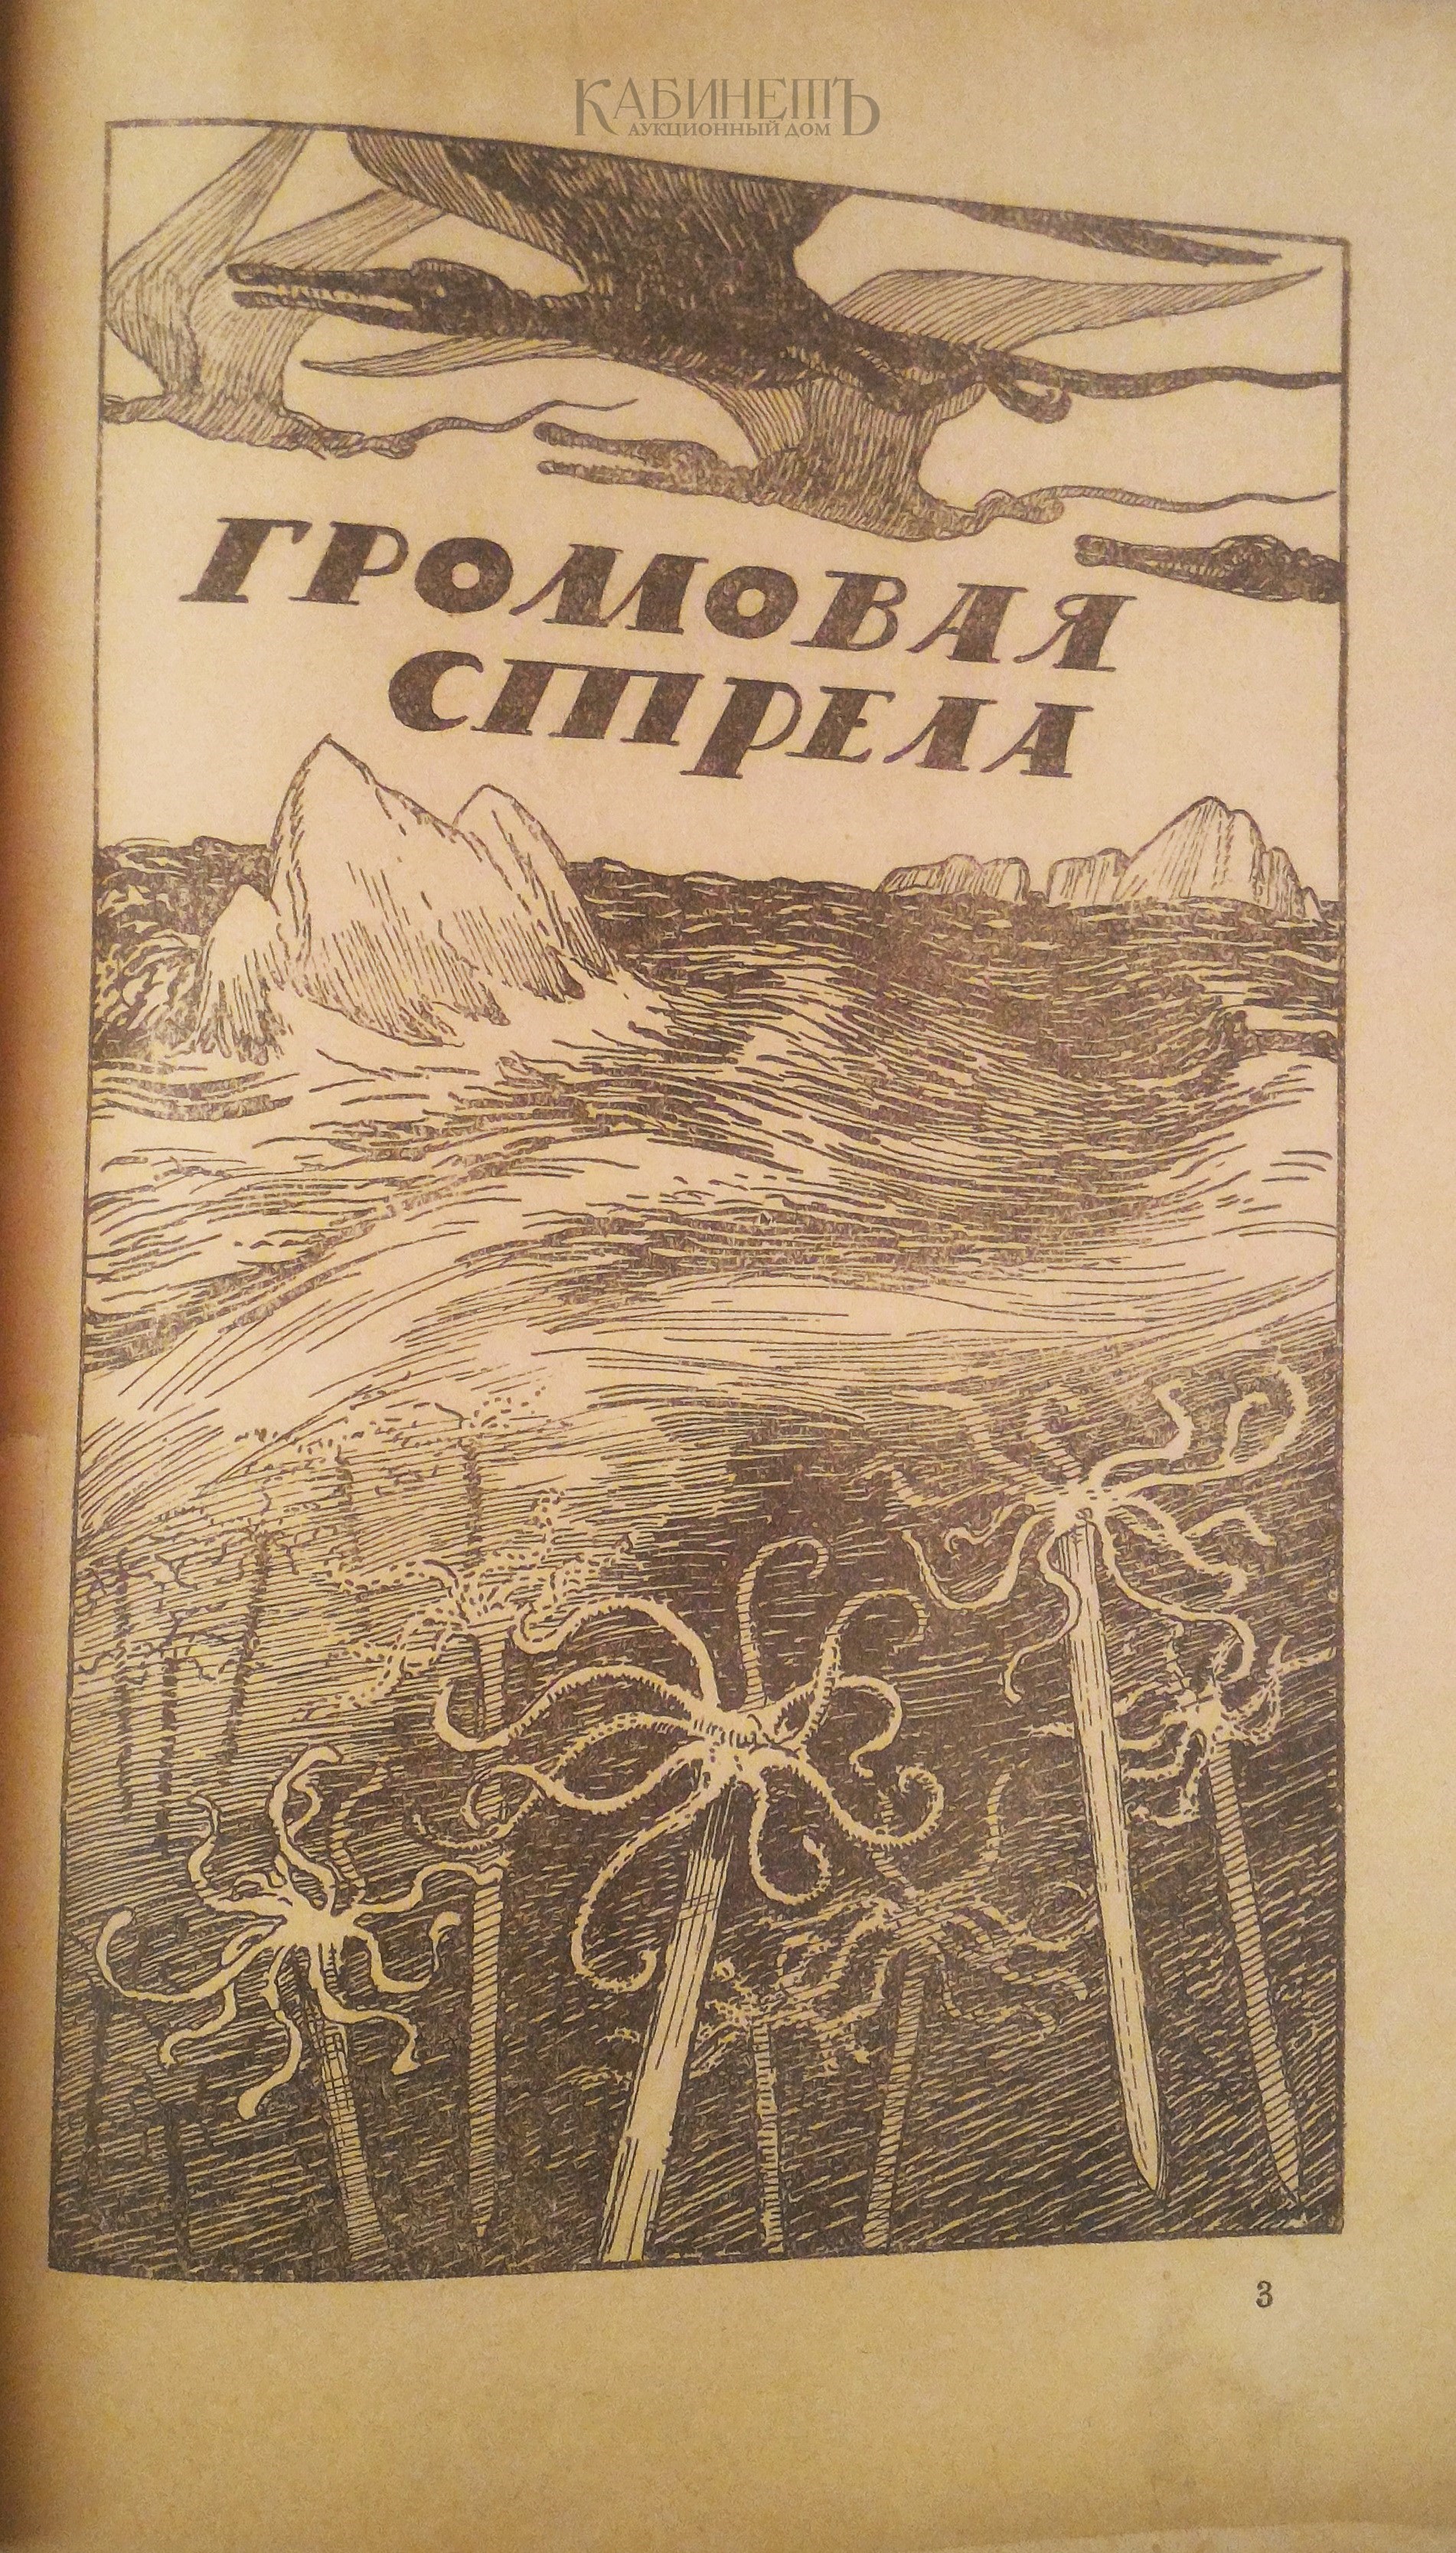 КАБИНЕТЪ
АУКЦИОННЫЙ ДОМ
ГРОМОВАЯ
СТРЕЛА
3